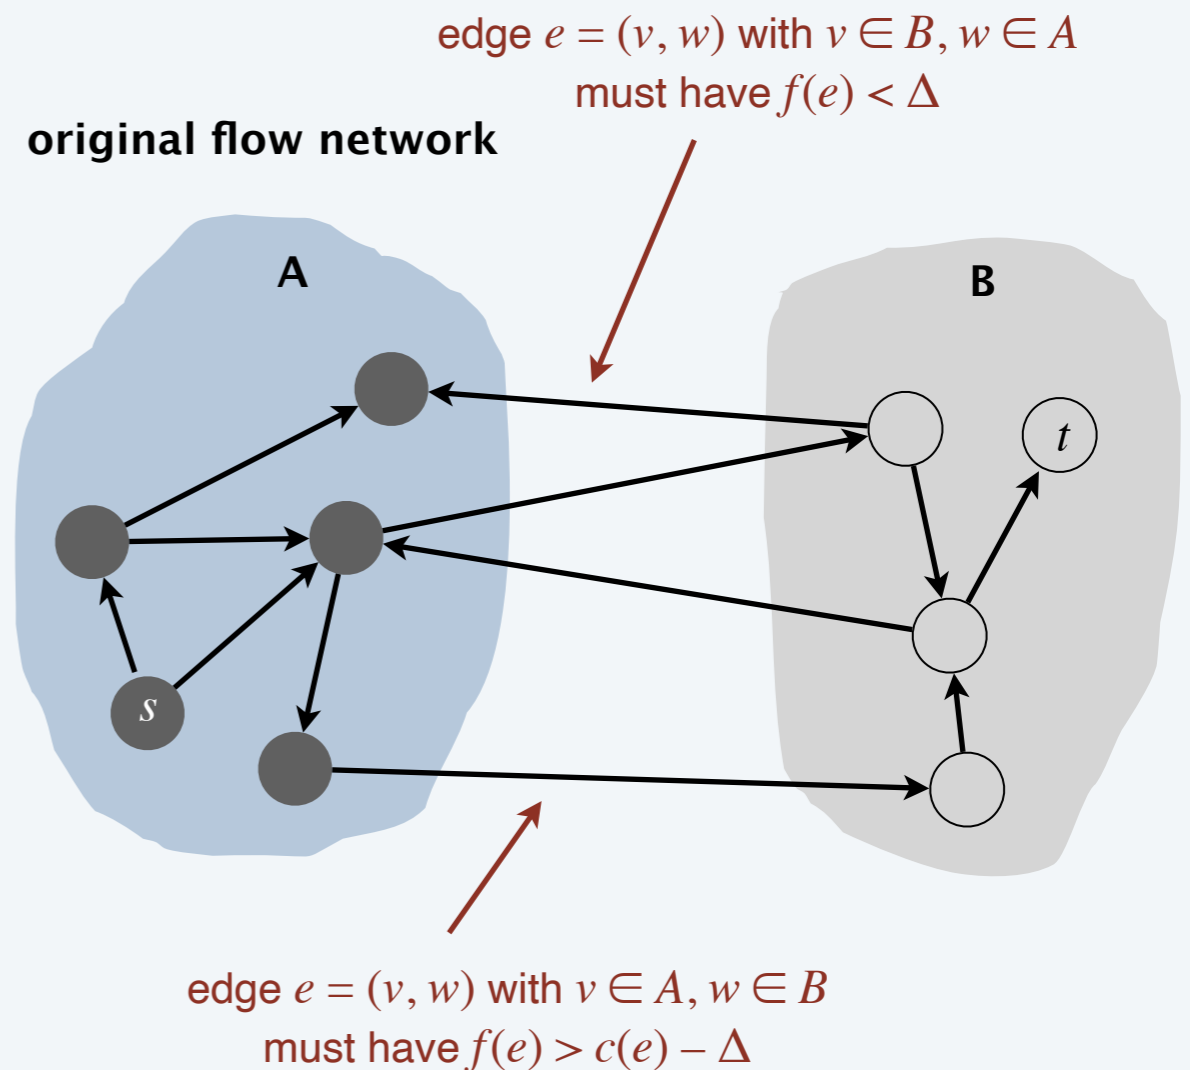 edge e = (v, w) with v ∈ B, w ∈ A
must have f(e) < Δ
original flow network
A
B
t
s
edge e = (v, w) with v ∈ A, w ∈ B
must have f(e) > c(e) – Δ